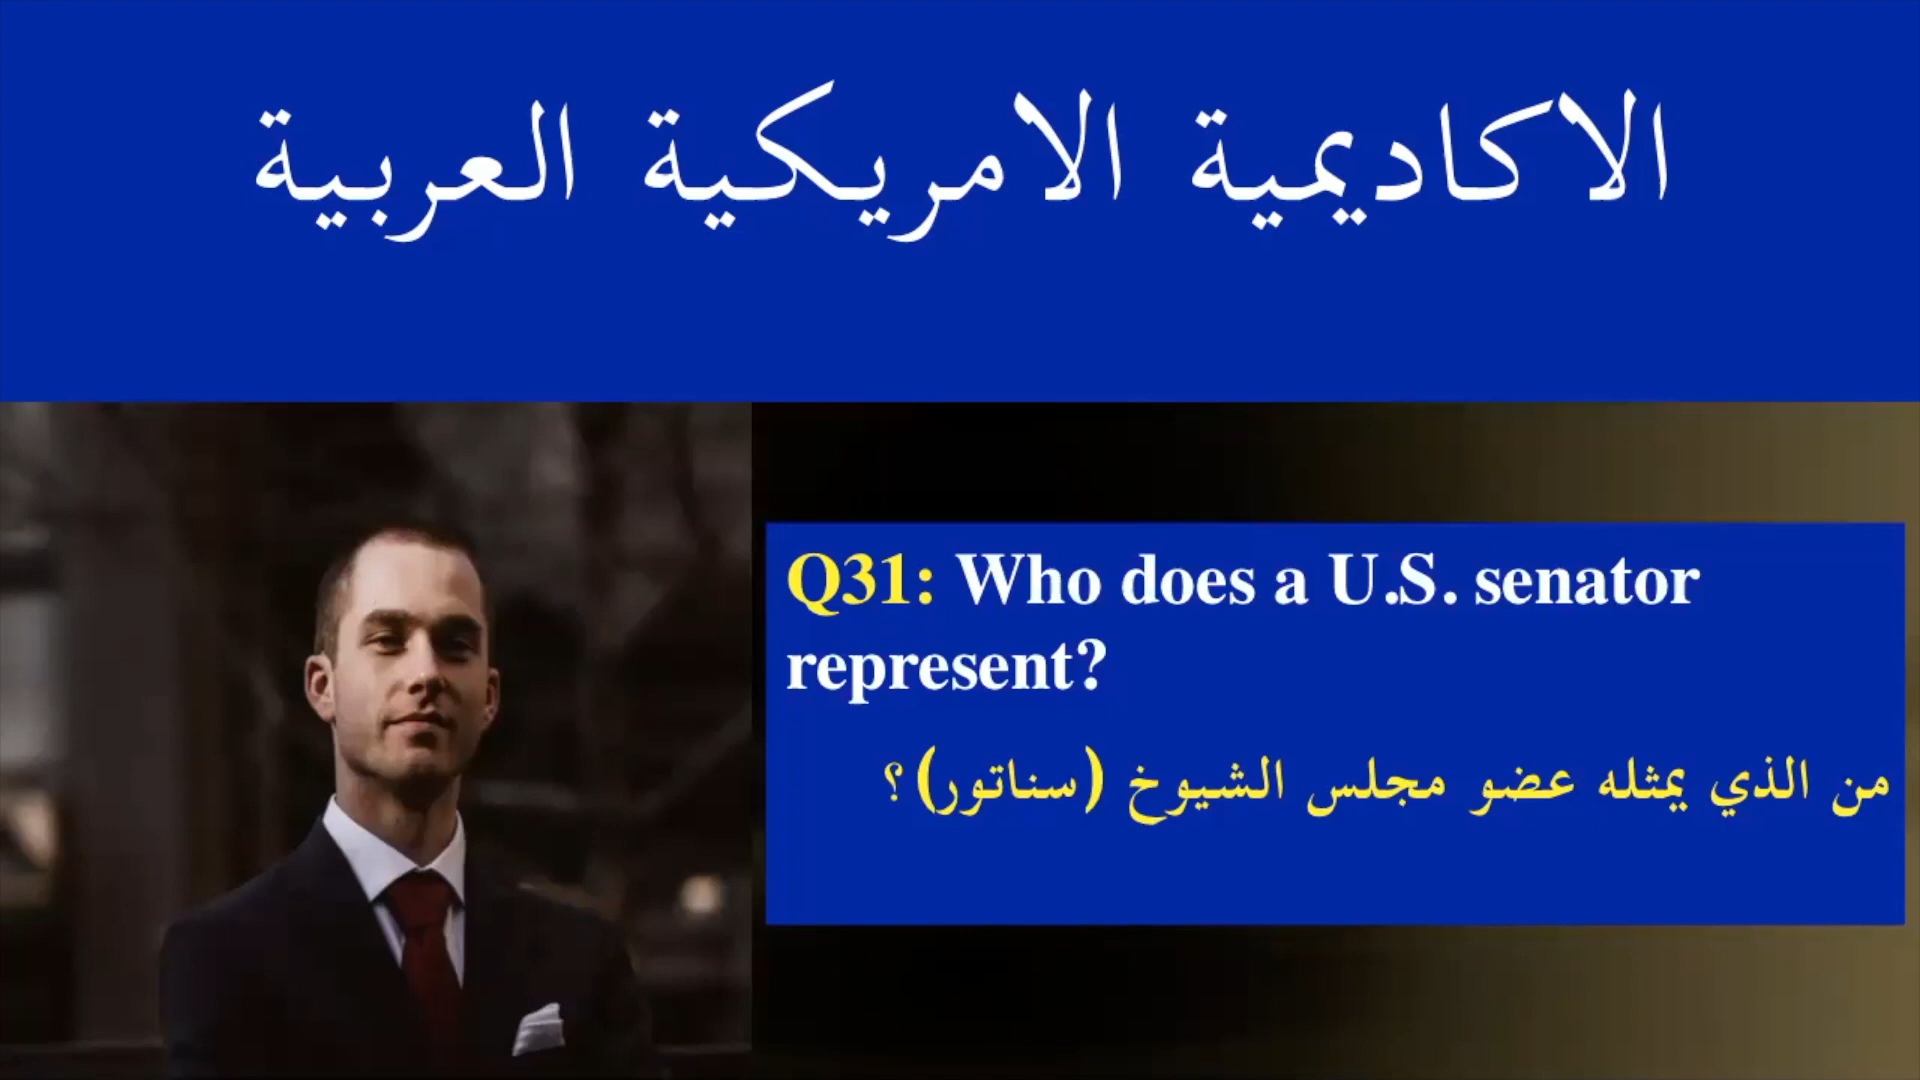 الاكاديمية الامريكية العربية
Q31: Who does a U.S. senator
represent?
من الذي يمثله عضو مجلس الشيوخ (سناتور)؟